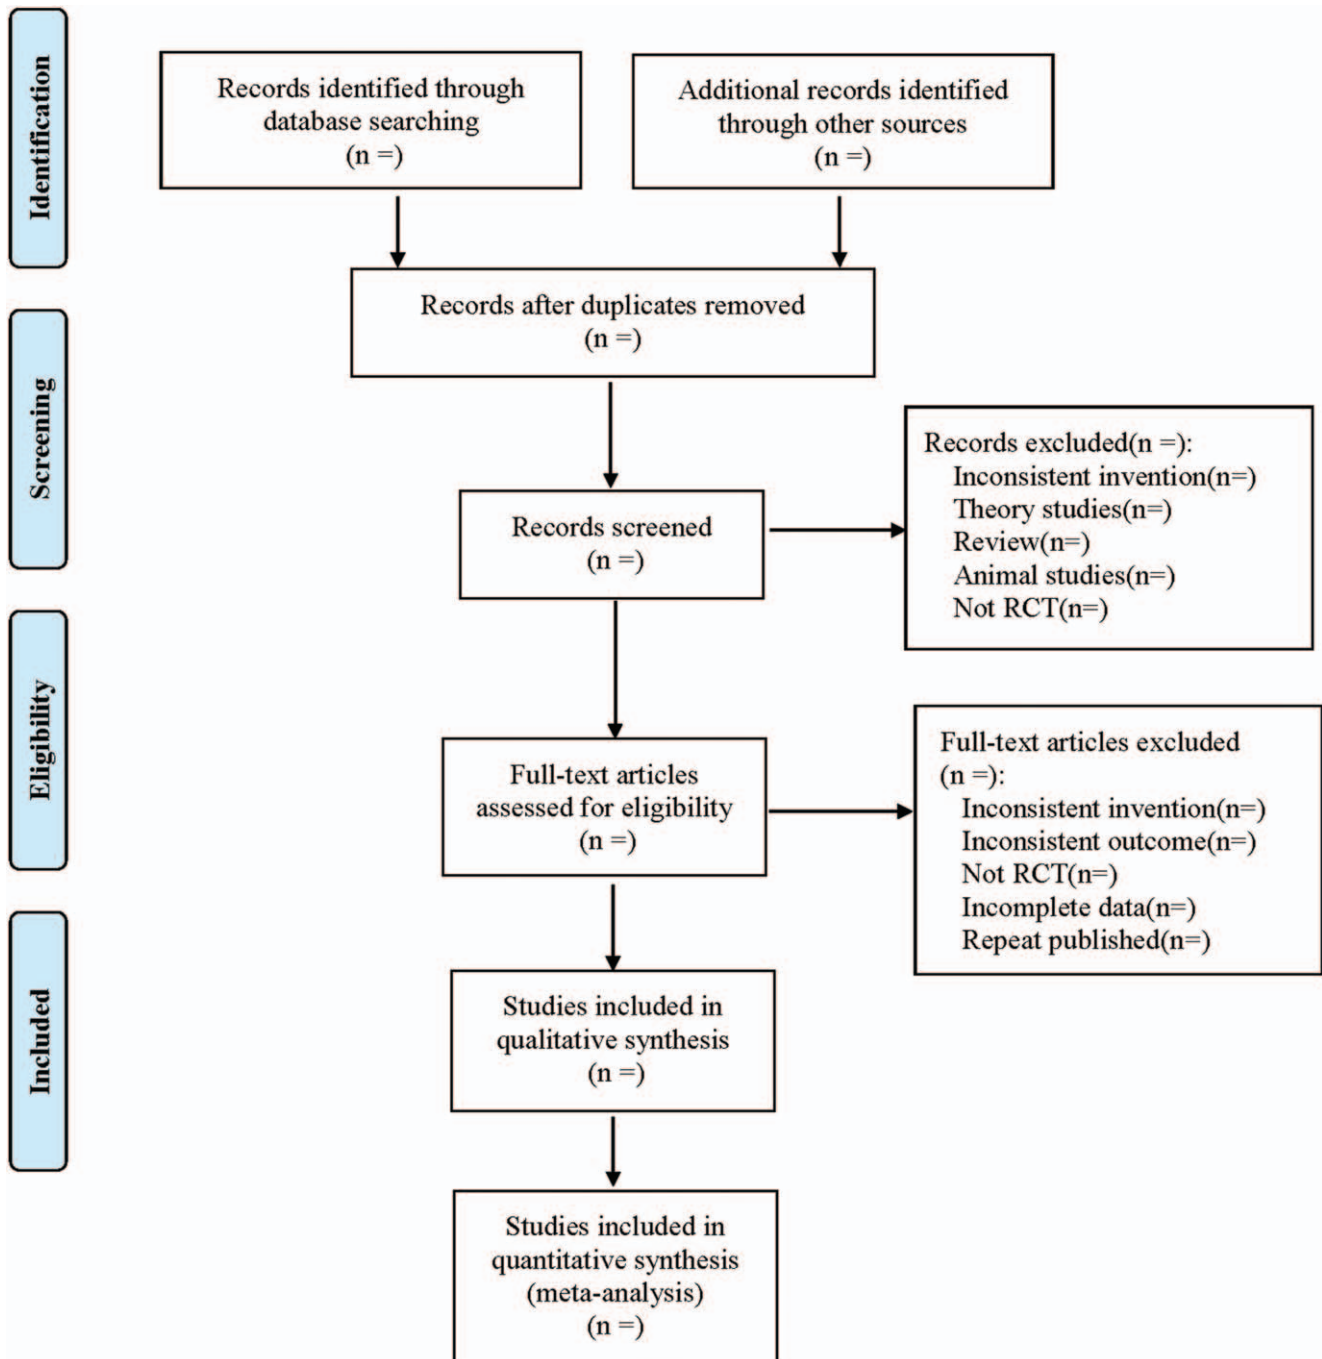 Identification
Records identified through
database searching
(n =)
Additional records identified
through other sources
(n =)
Records after duplicates removed
(n =)
Screening
Records screened
(n =)
Records excluded(n =):
Inconsistent invention(n=)
Theory studies(n=)
Review(n=)
Animal studies(n=)
Not RCT(n=)
Eligibility
Full-text articles
assessed for eligibility
(n =)
Full-text articles excluded
(n =):
Inconsistent invention(n=)
Inconsistent outcome(n=)
Not RCT(n=)
Incomplete data(n=)
Repeat published(n=)
Included
Studies included in
qualitative synthesis
(n =)
Studies included in
quantitative synthesis
(meta-analysis)
(n =)